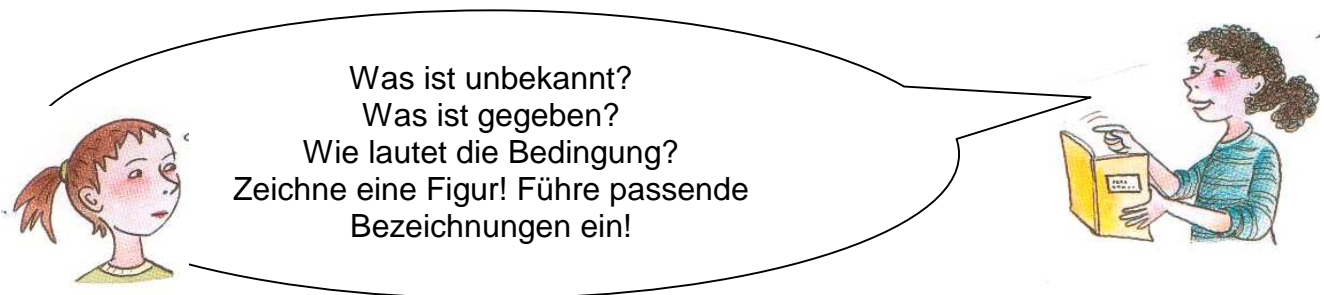 Was ist unbekannt?
Was ist gegeben?
Wie lautet die Bedingung?
Zeichne eine Figur! Führe passende
Bezeichnungen ein!